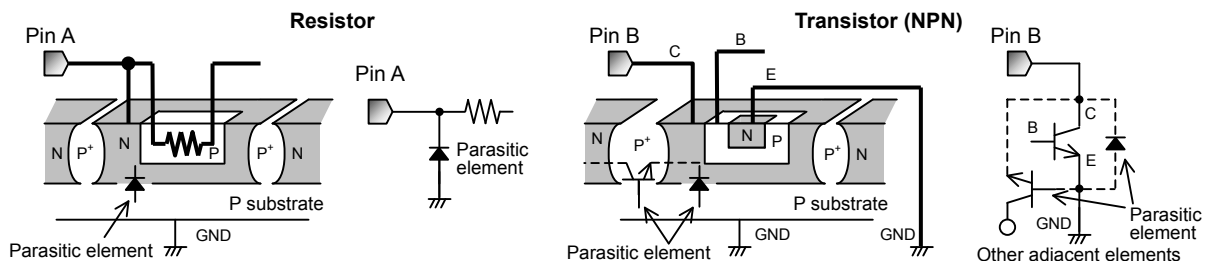 Resistor
Pin A
N
P+
N
P
P+
N
P substrate
Parasitic element
GND
Pin A
Parasitic
element
Transistor (NPN)
Pin B
C
B
E
N
P+
N
P
P+
N
P substrate
Parasitic element
GND
GND
Pin B
C
B
E
GND
Parasitic
element
Other adjacent elements